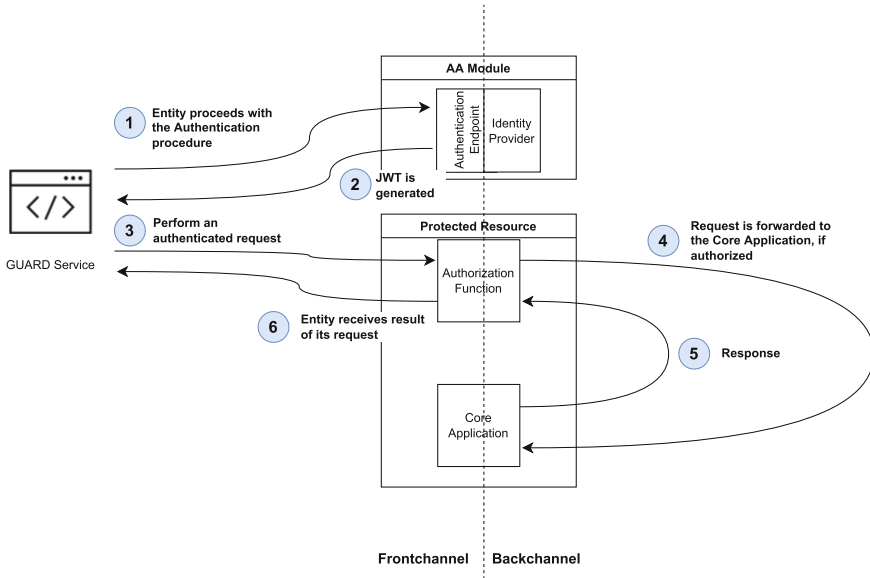 AA Module
Authentication
Endpoint
Identity
Provider
1
Entity proceeds with
the Authentication
procedure
2
JWT is
generated
</>
GUARD Service
3
Perform an
authenticated request
Protected Resource
Authorization
Function
4
Request is forwarded to
the Core Application, if
authorized
6
Entity receives result
of its request
5
Response
Core
Application
Frontchannel
Backchannel